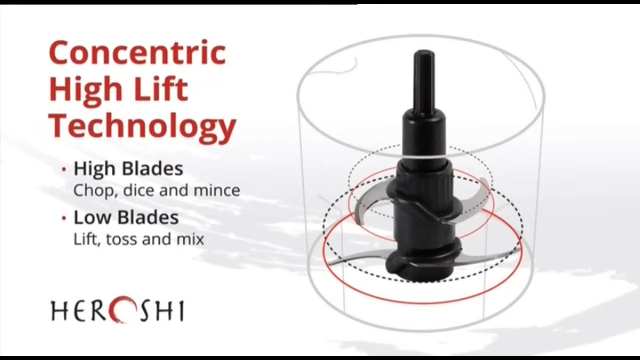 Concentric
High Lift
Technology
• High Blades
Chop, dice and mince
• Low Blades
Lift, toss and mix
HEROSHI